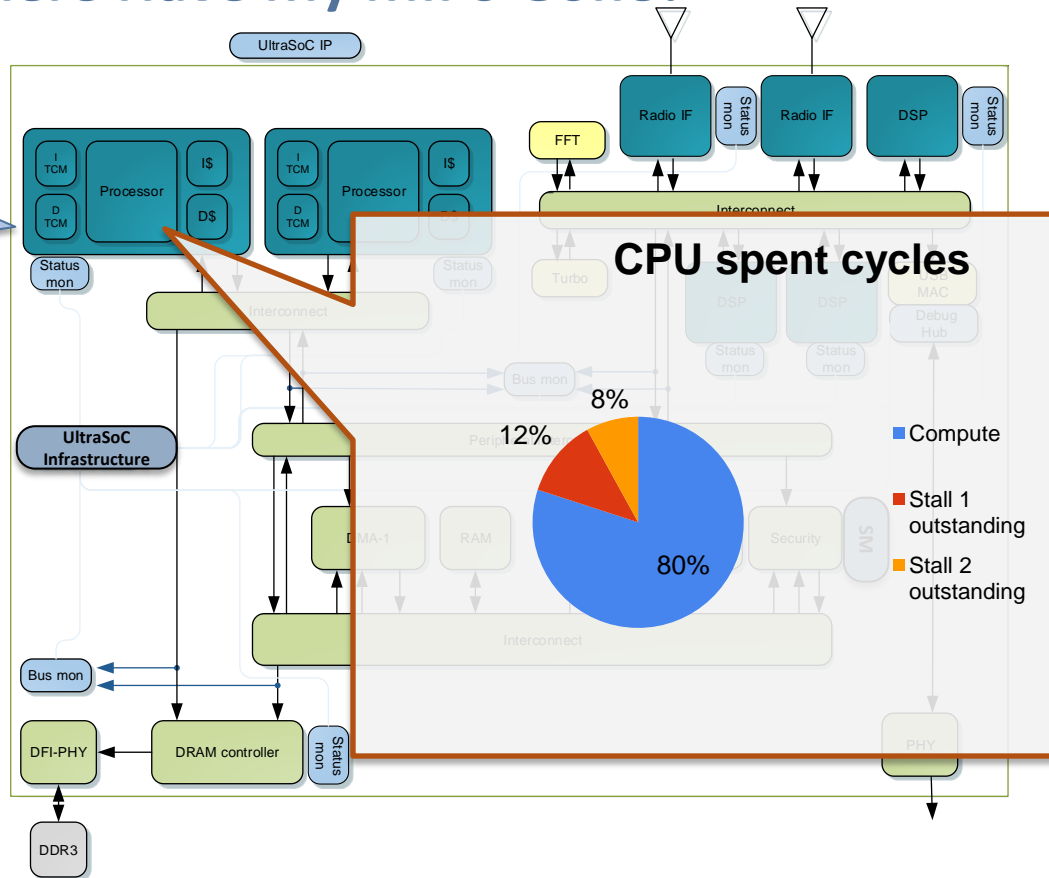 UltraSoC IP
Radio IF
Status
mon
Radio IF
DSP
Status
mon
FFT
I
TCM
Processor
I$
D
TCM
D$
I
TCM
Processor
I$
D
TCM
D$
Interconnect
Status
mon
Status
mon
Turbo
DSP
DSP
MAC
Debug
Hub
Interconnect
Status
mon
Status
mon
Bus mon
CPU spent cycles
8%
12%
80%
Compute
Stall 1
outstanding
Stall 2
outstanding
UltraSoC
Infrastructure
DMA-1
RAM
Security
SM
Interconnect
Bus mon
DFI-PHY
DRAM controller
Status
mon
PHY
DDR3